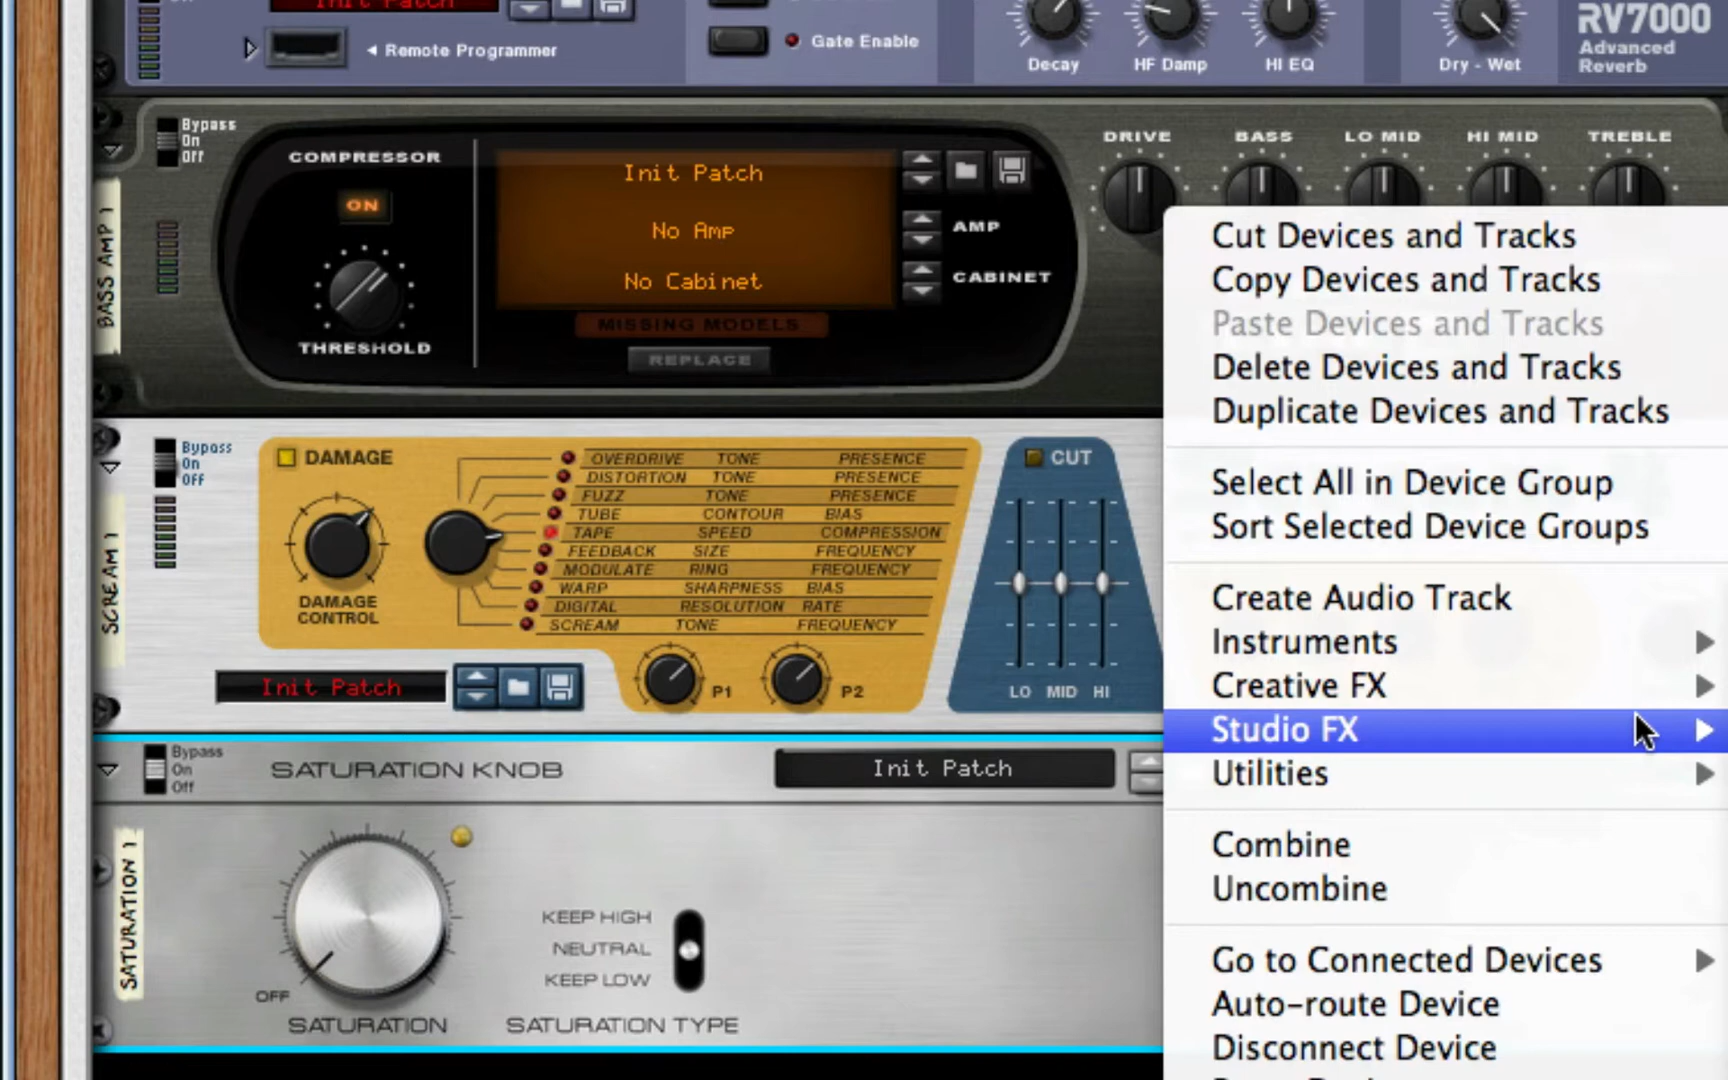 Init Patch
Remote Programmer
Gate Enable
Decay
HF Damp
HI EQ
Dry - Wet
RV7000
Advanced
Reverb
Bypass
On
Off
COMPRESSOR
ON
THRESHOLD
Init Patch
No Amp
No Cabinet
MISSING MODELS
REPLACE
AMP
CABINET
DRIVE
BASS
LO MID
HI MID
TREBLE
BASS AMP 1
Bypass
On
Off
DAMAGE
DAMAGE
CONTROL
OVERDRIVE TONE PRESENCE
DISTORTION TONE PRESENCE
FUZZ TONE PRESENCE
TUBE CONTOUR BIAS
TAPE SPEED COMPRESSION
FEEDBACK SIZE FREQUENCY
MODULATE RING FREQUENCY
WARP SHARPNESS BIAS
DIGITAL RESOLUTION RATE
SCREAM TONE FREQUENCY
P1
P2
CUT
LO MID HI
Init Patch
SCREAM 1
Bypass
On
Off
SATURATION KNOB
Init Patch
SATURATION 1
OFF
SATURATION
KEEP HIGH
NEUTRAL
KEEP LOW
SATURATION TYPE
Cut Devices and Tracks
Copy Devices and Tracks
Paste Devices and Tracks
Delete Devices and Tracks
Duplicate Devices and Tracks
Select All in Device Group
Sort Selected Device Groups
Create Audio Track
Instruments
Creative FX
Studio FX
Utilities
Combine
Uncombine
Go to Connected Devices
Auto-route Device
Disconnect Device